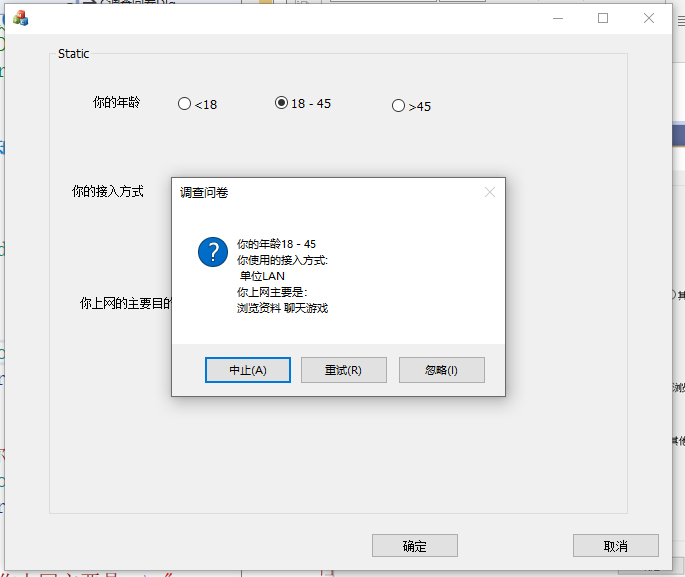 Static
你的年龄
<18
18 - 45
>45
你的接入方式
调查问卷
你的年龄18 - 45
你使用的接入方式:
单位LAN
你上网主要是:
浏览资料 聊天游戏
你上网的主要目的
中止(A)
重试(R)
忽略(I)
确定
取消